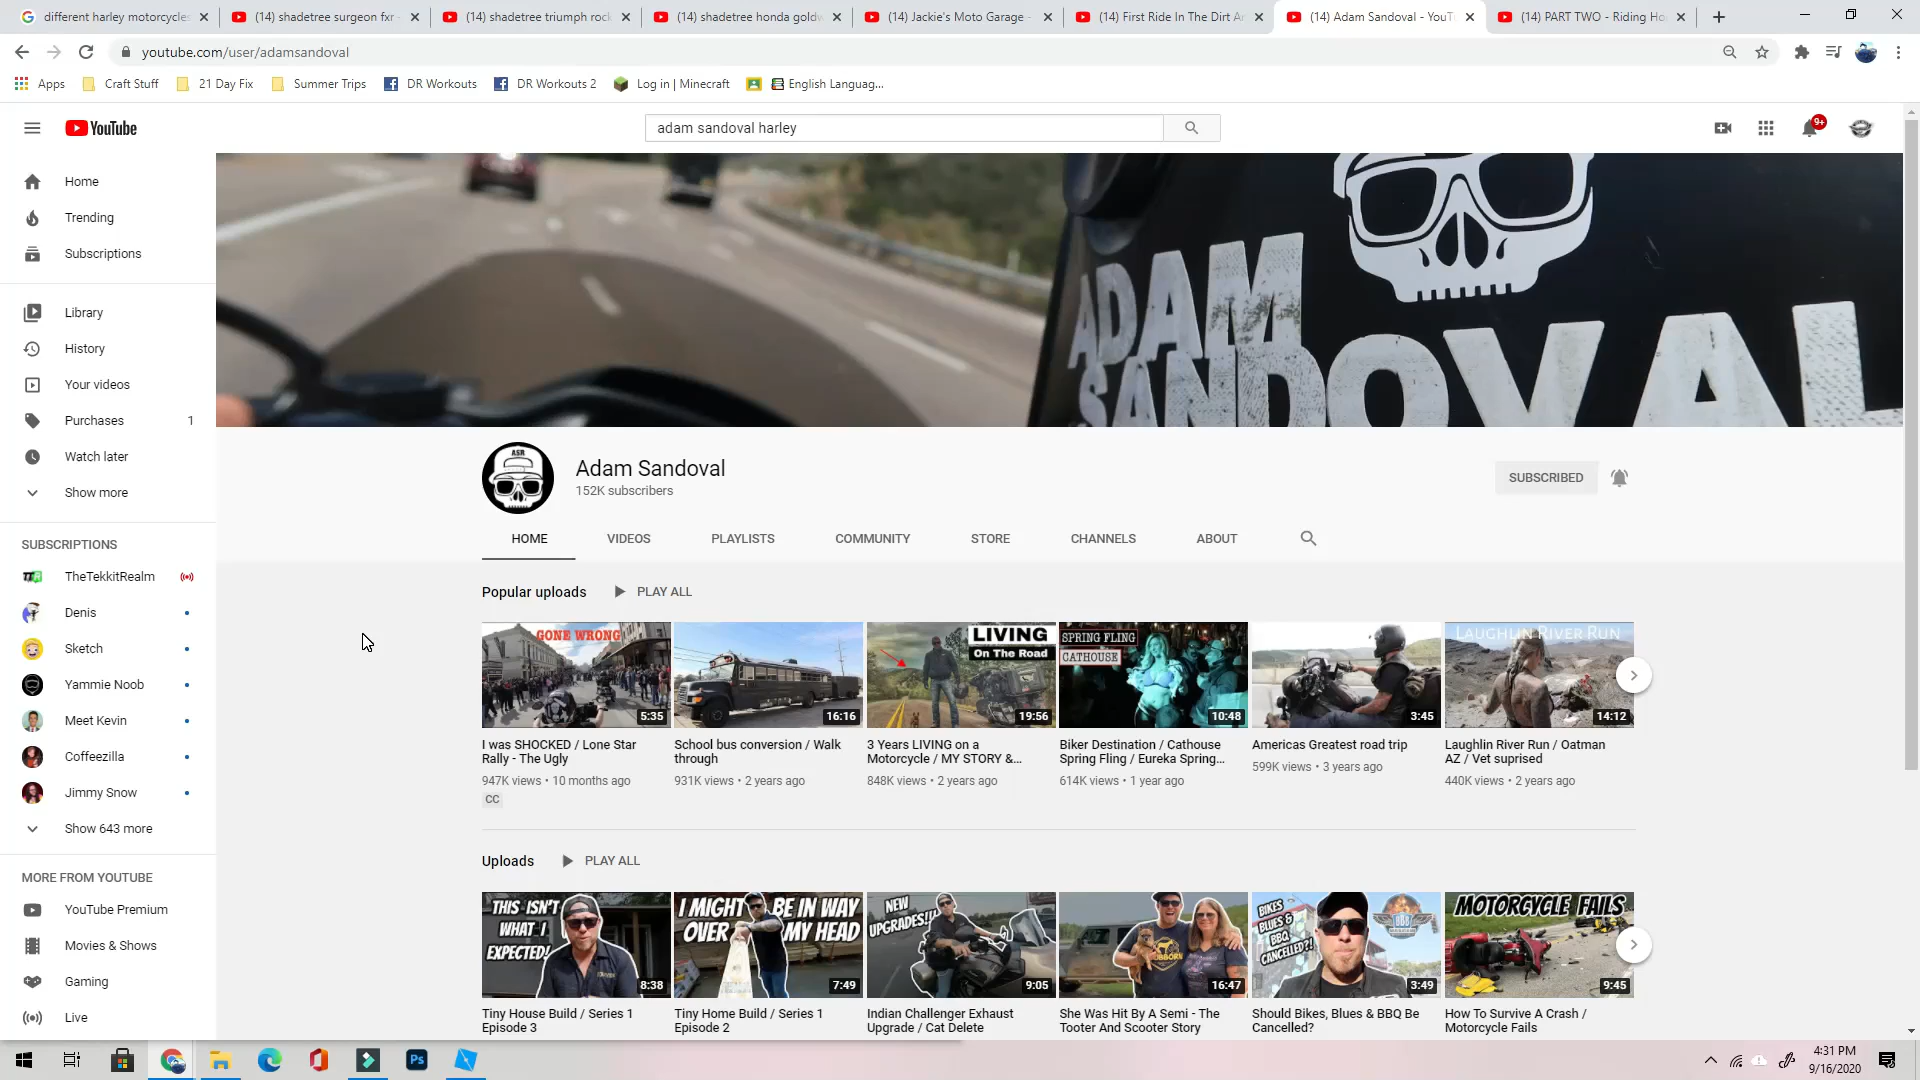 different harley motorcycles
(14) shadetree surgeon fxr -
(14) shadetree triumph rock
(14) shadetree honda goldw
(14) Jackie's Moto Garage -
(14) First Ride In The Dirt A
(14) Adam Sandoval - YouT
(14) PART TWO - Riding Ho
youtube.com/user/adamsandoval
Apps
Craft Stuff
21 Day Fix
Summer Trips
DR Workouts
DR Workouts 2
Log in | Minecraft
English Languag...
YouTube
adam sandoval harley
9+
Home
Trending
Subscriptions
Library
History
Your videos
Purchases 1
Watch later
Show more
SUBSCRIPTIONS
TheTekkitRealm
Denis
Sketch
Yammie Noob
Meet Kevin
Coffeezilla
Jimmy Snow
Show 643 more
MORE FROM YOUTUBE
YouTube Premium
Movies & Shows
Gaming
Live
ADAM
SANDOVAL
ASR
Adam Sandoval
152K subscribers
SUBSCRIBED
HOME
VIDEOS
PLAYLISTS
COMMUNITY
STORE
CHANNELS
ABOUT
Popular uploads
PLAY ALL
GONE WRONG
5:35
I was SHOCKED / Lone Star
Rally - The Ugly
947K views • 10 months ago
CC
16:16
School bus conversion / Walk
through
931K views • 2 years ago
LIVING
On The Road
19:56
3 Years LIVING on a
Motorcycle / MY STORY &...
848K views • 2 years ago
SPRING FLING
CATHOUSE
10:48
Biker Destination / Cathouse
Spring Fling / Eureka Spring...
614K views • 1 year ago
3:45
Americas Greatest road trip
599K views • 3 years ago
LAUGHLIN RIVER RUN
14:12
Laughlin River Run / Oatman
AZ / Vet suprised
440K views • 2 years ago
Uploads
PLAY ALL
THIS ISN'T
WHAT I
EXPECTED!
8:38
Tiny House Build / Series 1
Episode 3
I MIGHT BE IN WAY
OVER MY HEAD
7:49
Tiny Home Build / Series 1
Episode 2
NEW
UPGRADES!!
9:05
Indian Challenger Exhaust
Upgrade / Cat Delete
16:47
She Was Hit By A Semi - The
Tooter And Scooter Story
BIKES
BLUES &
BBQ
CANCELLED?!
3:49
Should Bikes, Blues & BBQ Be
Cancelled?
MOTORCYCLE FAILS
9:45
How To Survive A Crash /
Motorcycle Fails
Ps
4:31 PM
9/16/2020